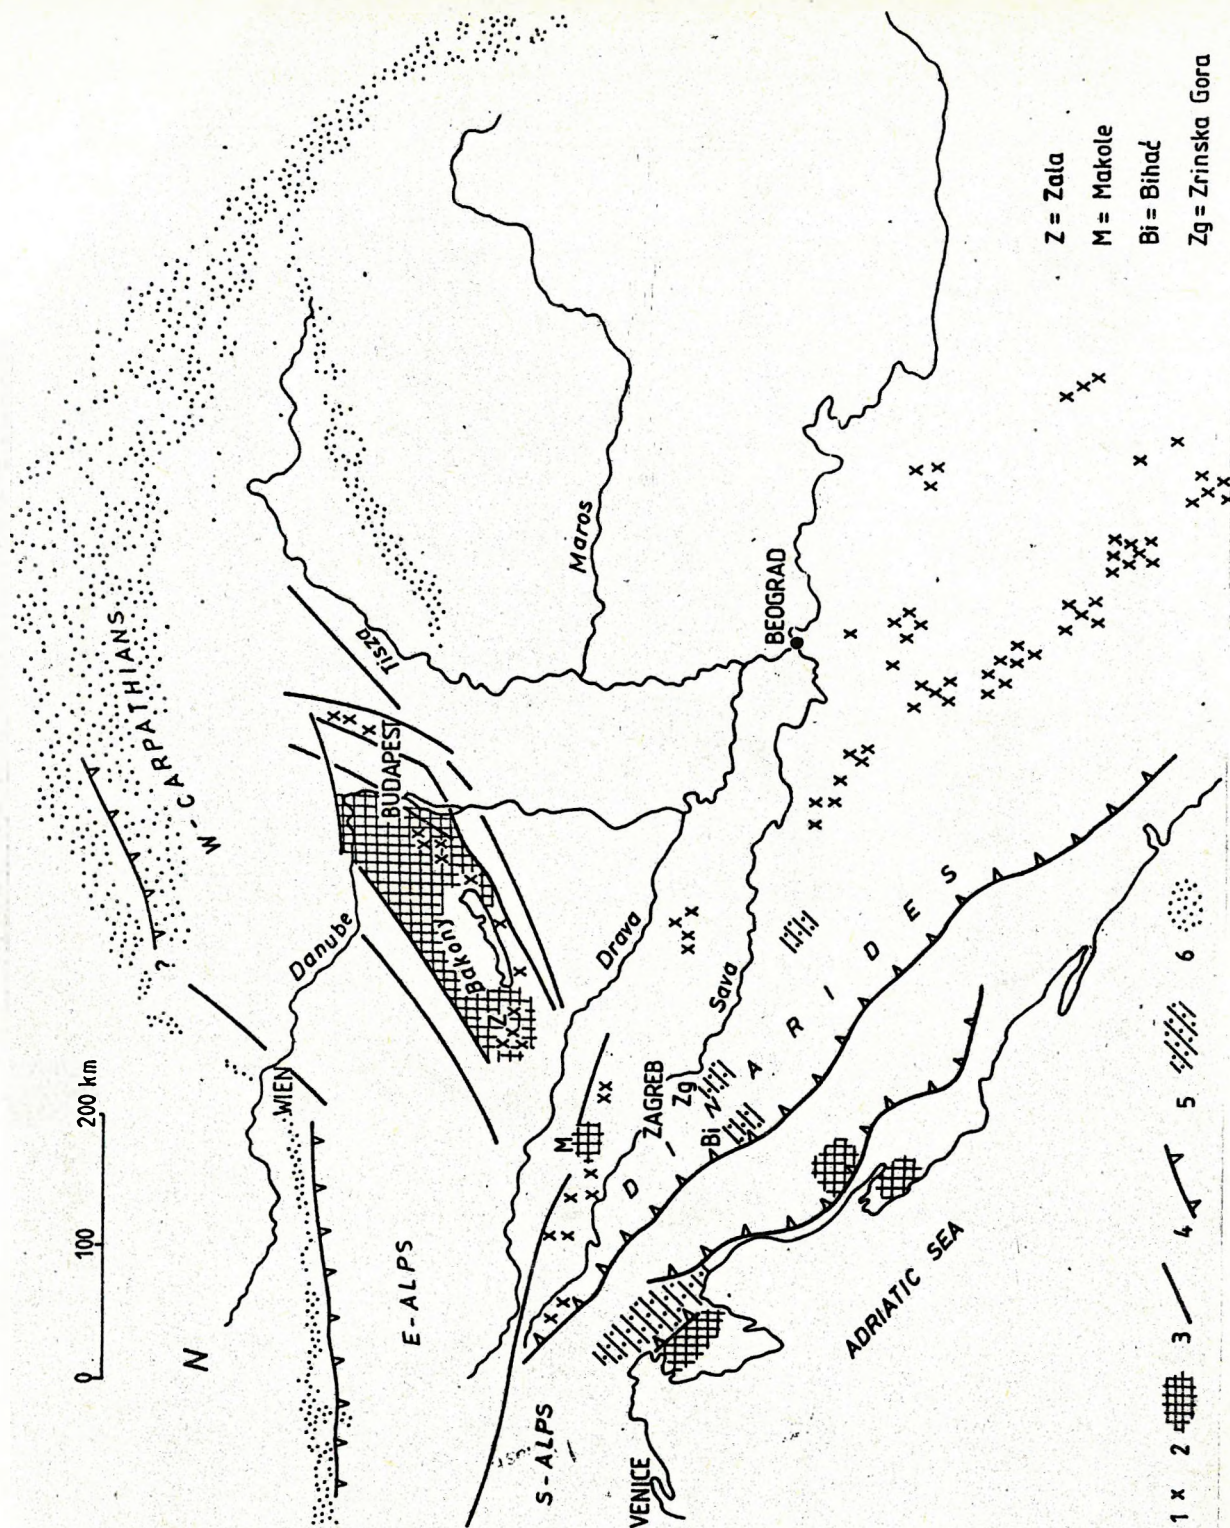 W-CARPATHIANS
?
N
0 100 200 km
WIEN
Danube
E-ALPS
S-ALPS
VENICE
BUDAPEST
Bakony
Z
Tisza
Maros
Drava
Sava
M
ZAGREB
Zg
Bi
DINARIDES
BEOGRAD
ADRIATIC SEA
Z = Zala
M = Makole
Bi = Bihać
Zg = Zrinska Gora
1 x 2 3 4 5 6